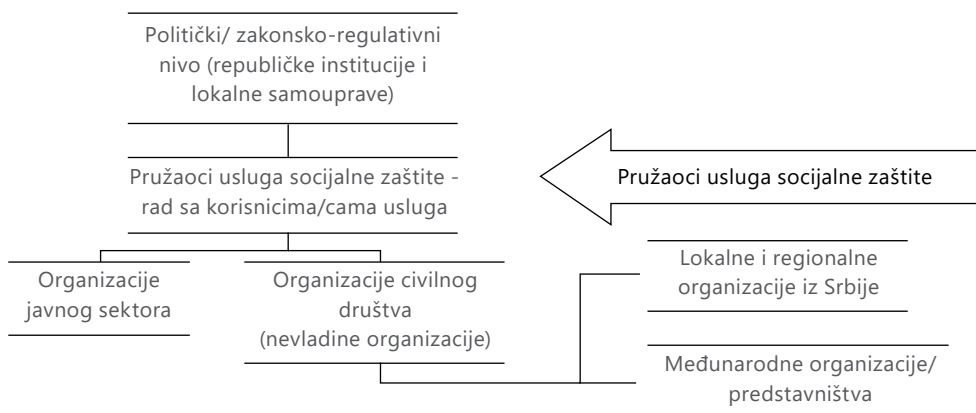 Politički/ zakonsko-regulativni
nivo (republičke institucije i
lokalne samouprave)
Pružaoci usluga socijalne zaštite -
rad sa korisnicima/cama usluga
Pružaoci usluga socijalne zaštite
Organizacije
javnog sektora
Organizacije civilnog
društva
(nevladine organizacije)
Lokalne i regionalne
organizacije iz Srbije
Međunarodne organizacije/
predstavništva